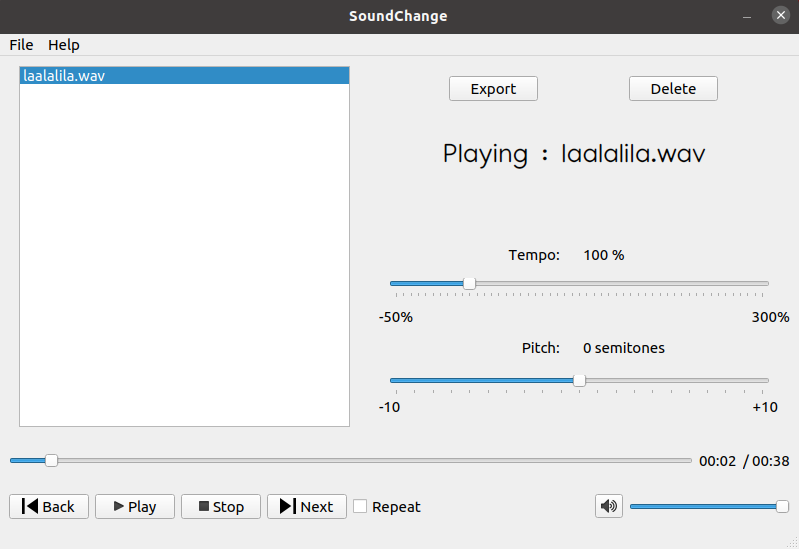 SoundChange
File Help
laalalila.wav
Export Delete
Playing : laalalila.wav
Tempo: 100 %
-50% 300%
Pitch: 0 semitones
-10 +10
00:02 / 00:38
Back Play Stop Next Repeat